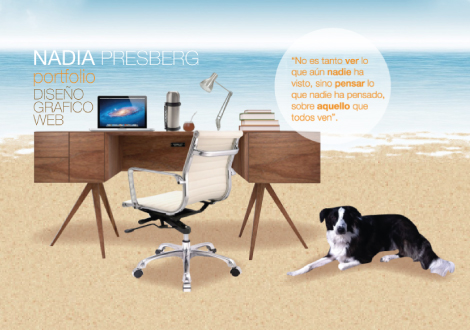 NADIA PRESBERG
portfolio
DISEÑO
GRAFICO
WEB
“No es tanto ver lo
que aún nadie ha
visto, sino pensar lo
que nadie ha pensado,
sobre aquello que
todos ven”.